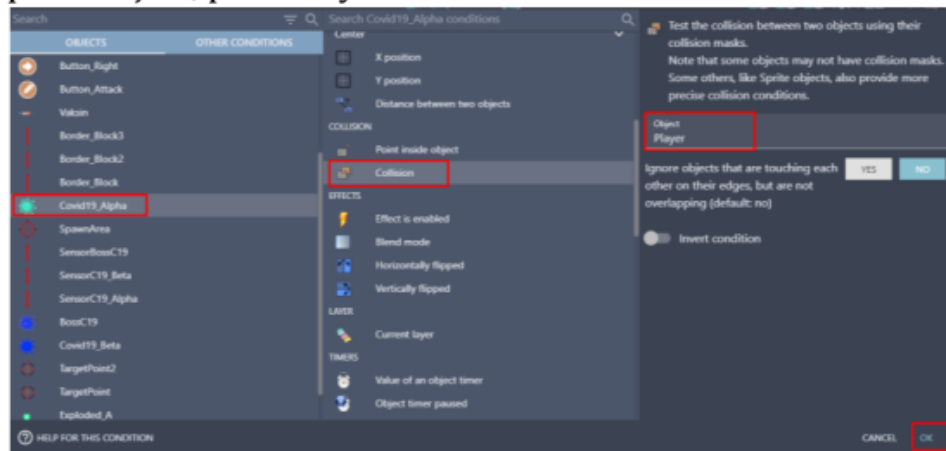 Search
OBJECTS
OTHER CONDITIONS
Button_Right
Button_Attack
Vaksin
Border_Block3
Border_Block2
Border_Block
Covid19_Alpha
SpawnArea
SensorBossC19
SensorC19_Beta
SensorC19_Alpha
BossC19
Covid19_Beta
TargetPoint2
TargetPoint
Exploded_A
HELP FOR THIS CONDITION
Search Covid19_Alpha conditions
Center
X position
Y position
Distance between two objects
COLLISION
Point inside object
Collision
EFFECTS
Effect is enabled
Blend mode
Horizontally flipped
Vertically flipped
LAYER
Current layer
TIMERS
Value of an object timer
Object timer paused
Test the collision between two objects using their
collision masks.
Note that some objects may not have collision masks.
Some others, like Sprite objects, also provide more
precise collision conditions.
Object
Player
Ignore objects that are touching each
other on their edges, but are not
overlapping (default: no)
YES
NO
Invert condition
CANCEL
OK